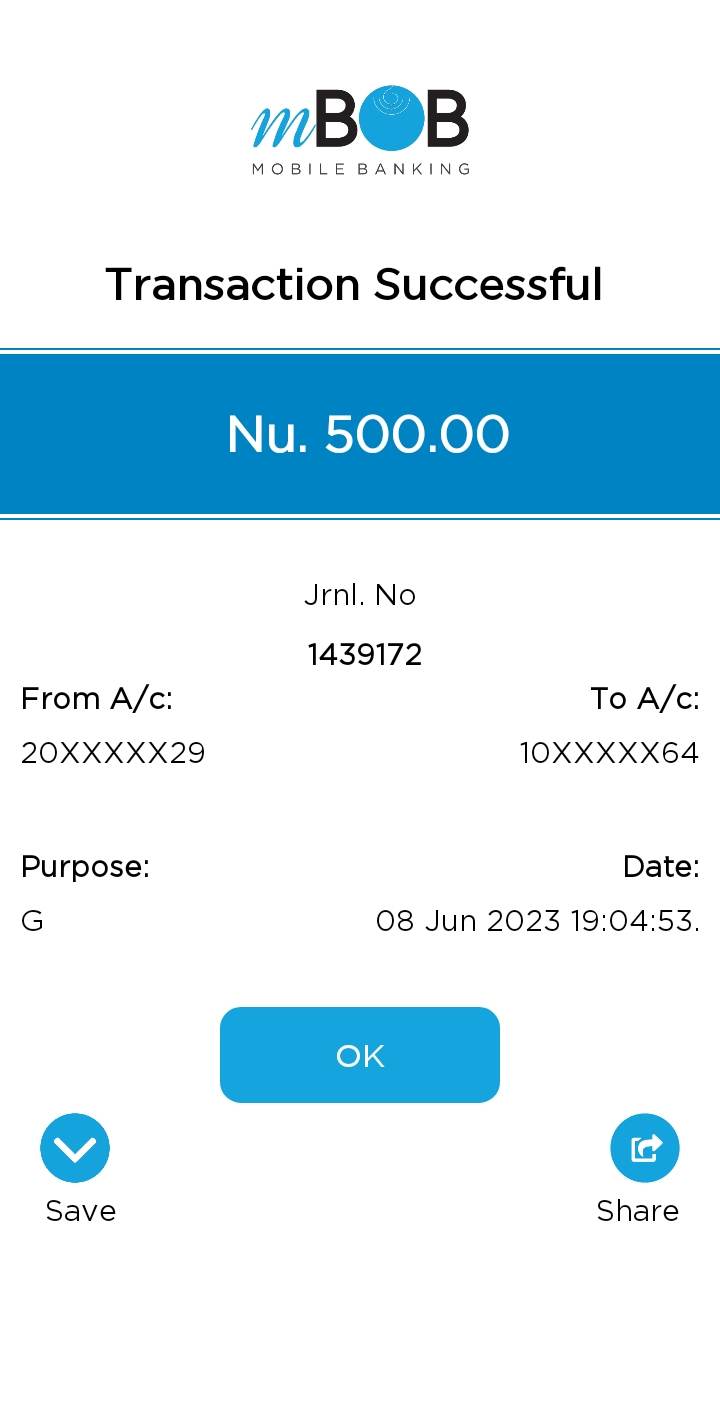 mBOB
MOBILE BANKING
Transaction Successful
Nu. 500.00
Jrnl. No
1439172
From A/c: To A/c:
20XXXXX29 10XXXXX64
Purpose: Date:
G 08 Jun 2023 19:04:53.
OK
Save Share